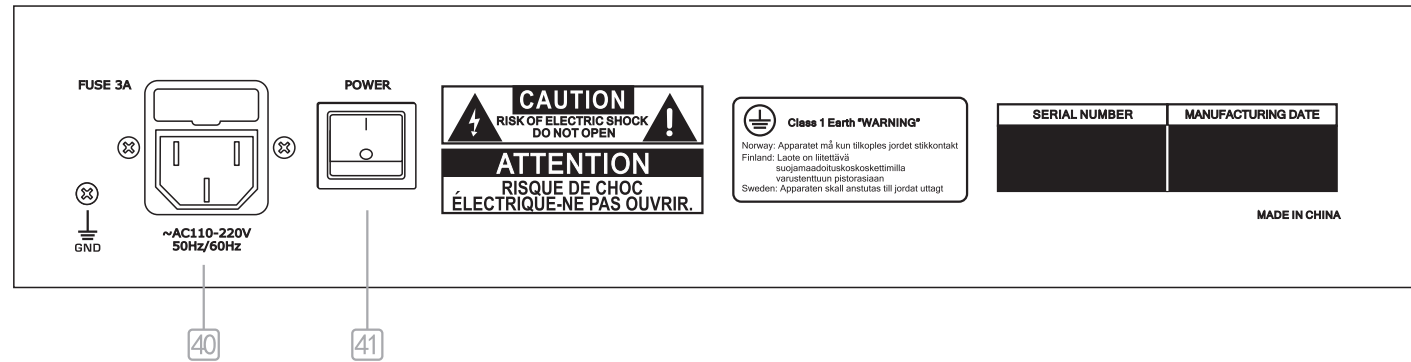 FUSE 3A
~AC110-220V
50Hz/60Hz
GND
POWER
CAUTION
RISK OF ELECTRIC SHOCK
DO NOT OPEN
ATTENTION
RISQUE DE CHOC
ÉLECTRIQUE-NE PAS OUVRIR.
Class 1 Earth "WARNING"
Norway: Apparatet må kun tilkoples jordet stikkontakt
Finland: Laote on liitettävä
suojamaadoituskoskoskettimilla
varustenttuun pistorasiaan
Sweden: Apparaten skall anstutas till jordat uttagt
SERIAL NUMBER
MANUFACTURING DATE
MADE IN CHINA
40
41